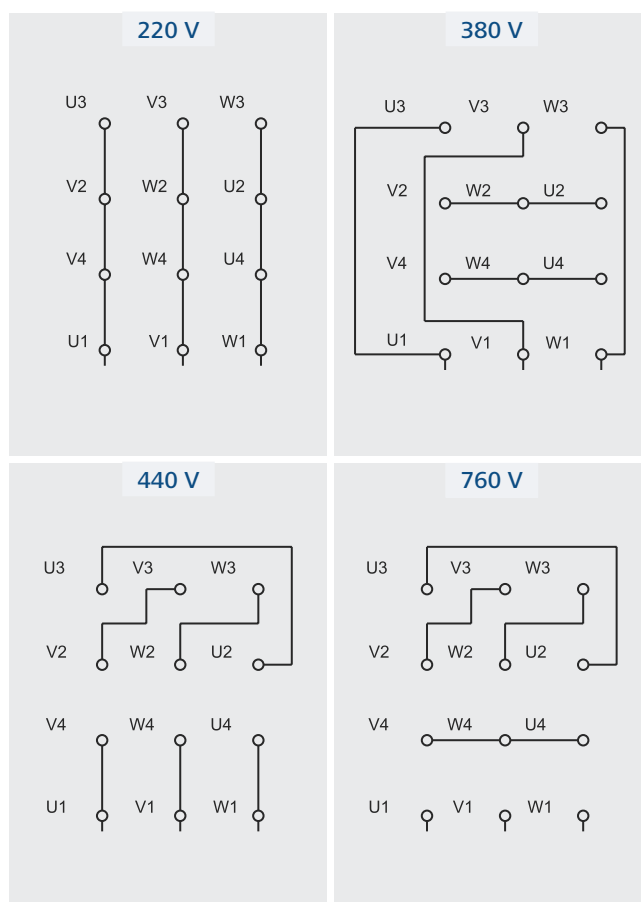 220 V
U3 V3 W3
V2 W2 U2
V4 W4 U4
U1 V1 W1
380 V
U3 V3 W3
V2 W2 U2
V4 W4 U4
U1 V1 W1
440 V
U3 V3 W3
V2 W2 U2
V4 W4 U4
U1 V1 W1
760 V
U3 V3 W3
V2 W2 U2
V4 W4 U4
U1 V1 W1